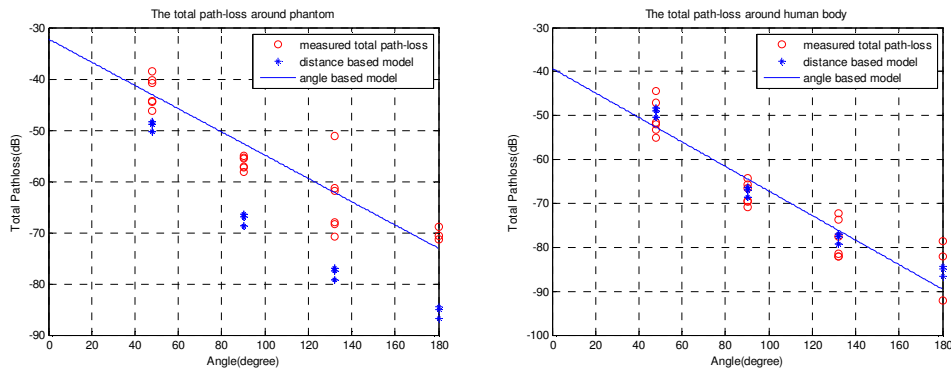 The total path-loss around phantom
-30
-40
-50
-60
-70
-80
-90
Total Pathloss(dB)
measured total path-loss
distance based model
angle based model
0 20 40 60 80 100 120 140 160 180
Angle(degree)
The total path-loss around human body
-30
-40
-50
-60
-70
-80
-90
-100
Total Pathloss(dB)
measured total path-loss
distance based model
angle based model
0 20 40 60 80 100 120 140 160 180
Angle(degree)